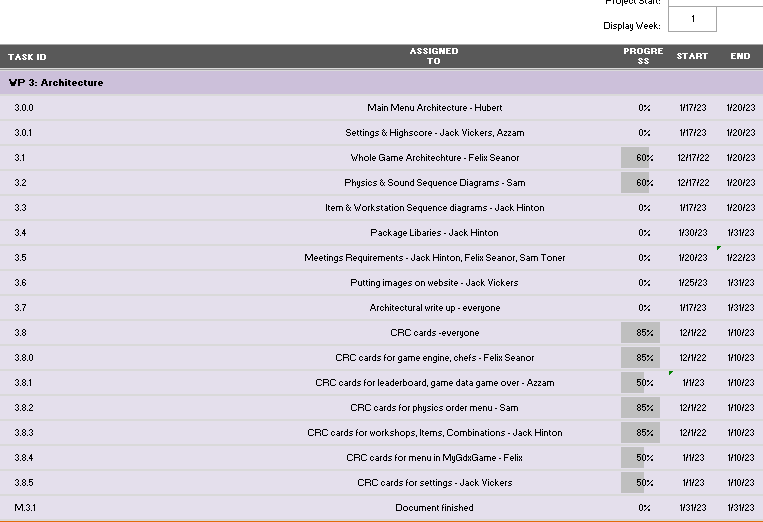 Project Start:
Display Week: 1
TASK ID ASSIGNED TO PROGRESS START END
WP 3: Architecture
3.0.0 Main Menu Architecture - Hubert 0% 1/17/23 1/20/23
3.0.1 Settings & Highscore - Jack Vickers, Azzam 0% 1/17/23 1/20/23
3.1 Whole Game Architechture - Felix Seanor 60% 12/17/22 1/20/23
3.2 Physics & Sound Sequence Diagrams - Sam 60% 12/17/22 1/20/23
3.3 Item & Workstation Sequence diagrams - Jack Hinton 0% 1/17/23 1/20/23
3.4 Package Libaries - Jack Hinton 0% 1/30/23 1/31/23
3.5 Meetings Requirements - Jack Hinton, Felix Seanor, Sam Toner 0% 1/20/23 1/22/23
3.6 Putting images on website - Jack Vickers 0% 1/25/23 1/31/23
3.7 Architectural write up - everyone 0% 1/17/23 1/31/23
3.8 CRC cards -everyone 85% 12/1/22 1/10/23
3.8.0 CRC cards for game engine, chefs - Felix Seanor 85% 12/1/22 1/10/23
3.8.1 CRC cards for leaderboard, game data game over - Azzam 50% 1/1/23 1/10/23
3.8.2 CRC cards for physics order menu - Sam 85% 12/1/22 1/10/23
3.8.3 CRC cards for workshops, Items, Combinations - Jack Hinton 85% 12/1/22 1/10/23
3.8.4 CRC cards for menu in MyGdxGame - Felix 50% 1/1/23 1/10/23
3.8.5 CRC cards for settings - Jack Vickers 50% 1/1/23 1/10/23
M.3.1 Document finished 0% 1/31/23 1/31/23